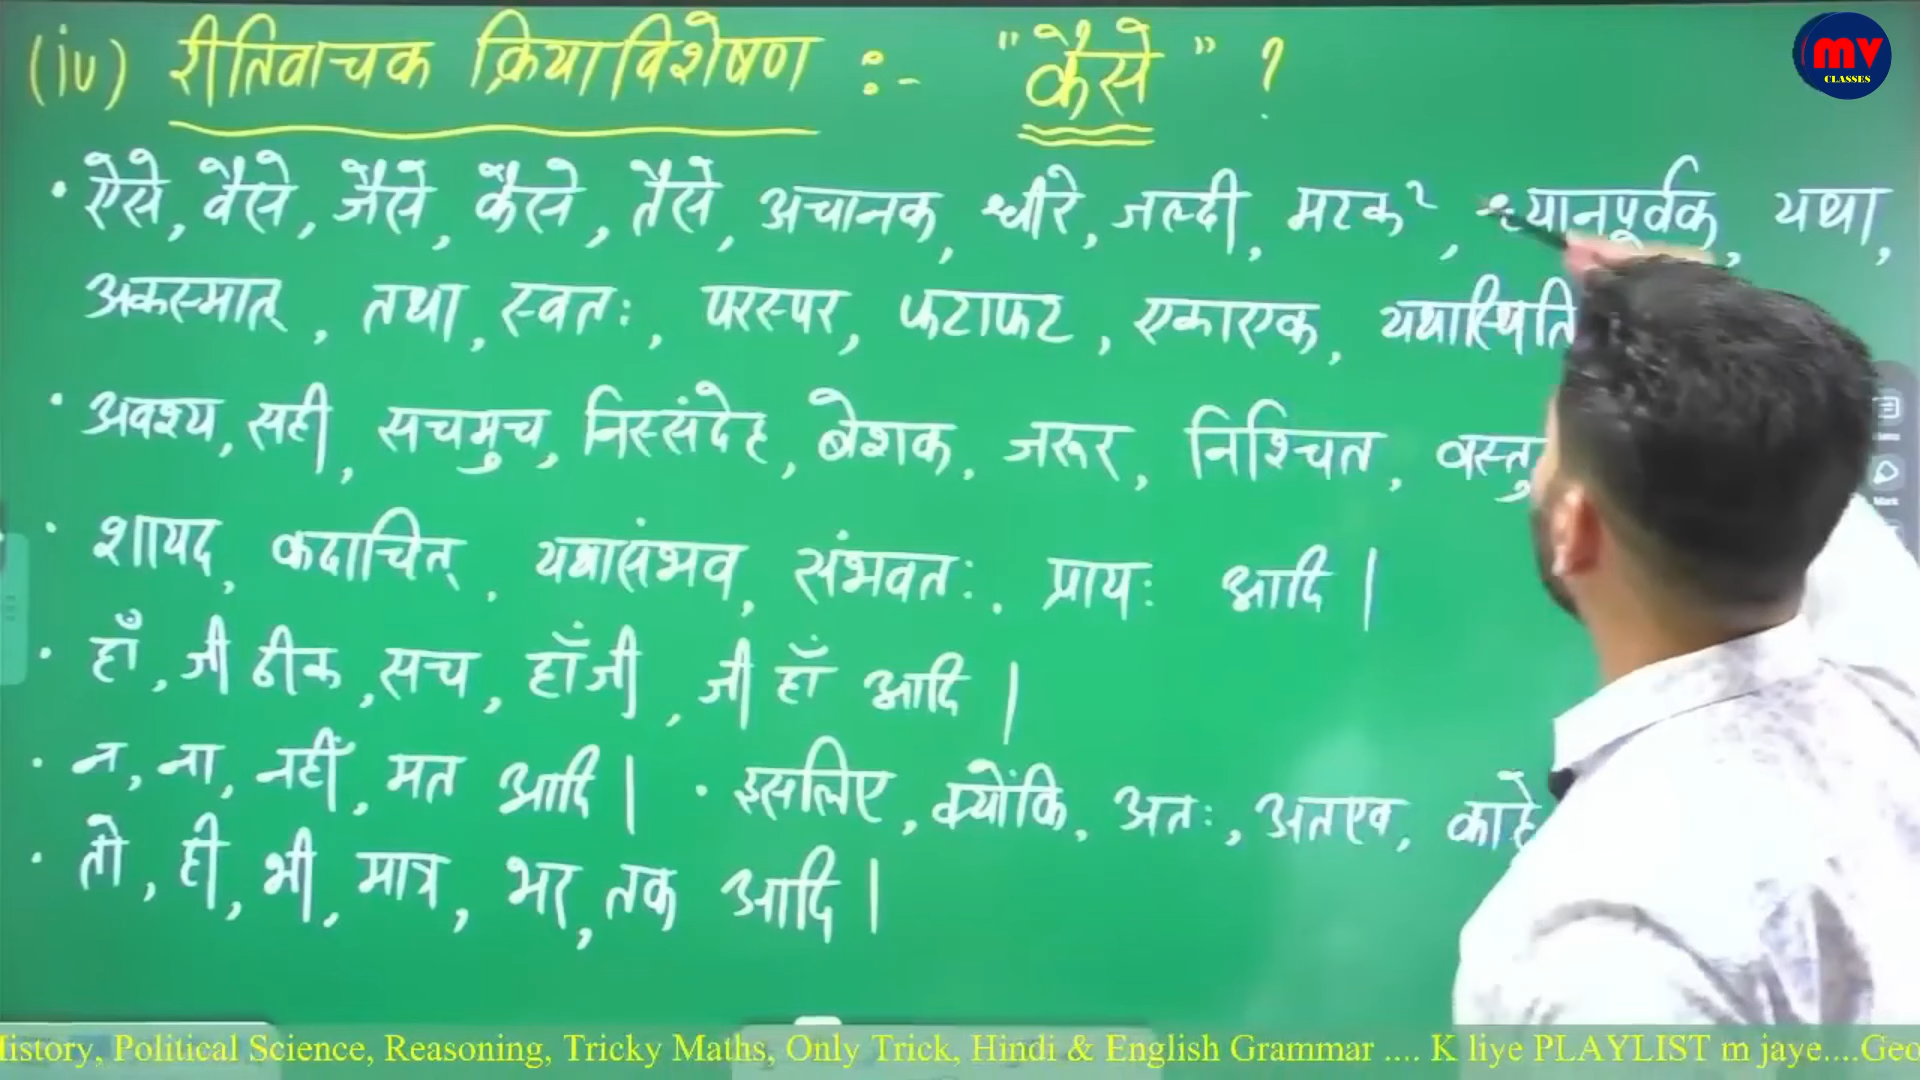 (iv) रीतिवाचक क्रियाविशेषण :- "कैसे" ?
mv
CLASSES
• ऐसे, वैसे, जैसे, कैसे, तैसे, अचानक, धीरे, जल्दी, मटक², ध्यानपूर्वक, यथा,
अकस्मात्, तथा, स्वतः, परस्पर, फटाफट, एकाएक, यथास्थिति
• अवश्य, सही, सचमुच, निस्संदेह, बेशक, जरूर, निश्चित, वस्तु
• शायद, कदाचित्, यथासंभव, संभवतः, प्रायः आदि |
• हाँ, जी ठीक, सच, हाँजी, जी हाँ आदि |
• न, ना, नहीं, मत आदि | • इसलिए, क्योंकि, अतः, अतएव, काहे
• तो, ही, भी, मात्र, भर, तक आदि |
History, Political Science, Reasoning, Tricky Maths, Only Trick, Hindi & English Grammar .... K liye PLAYLIST m jaye....Geo